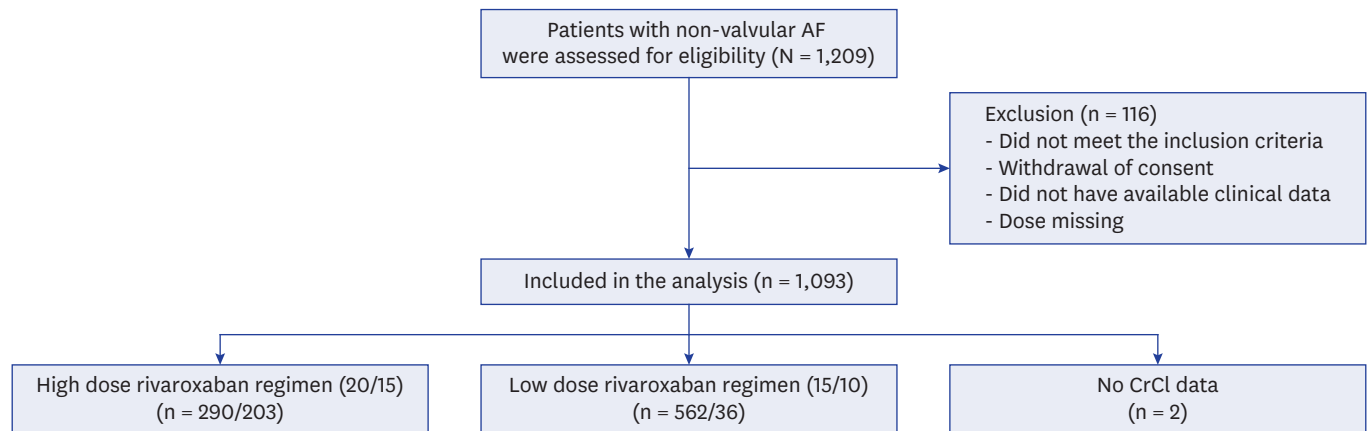 Patients with non-valvular AF
were assessed for eligibility (N = 1,209)
Exclusion (n = 116)
- Did not meet the inclusion criteria
- Withdrawal of consent
- Did not have available clinical data
- Dose missing
Included in the analysis (n = 1,093)
High dose rivaroxaban regimen (20/15)
(n = 290/203)
Low dose rivaroxaban regimen (15/10)
(n = 562/36)
No CrCl data
(n = 2)